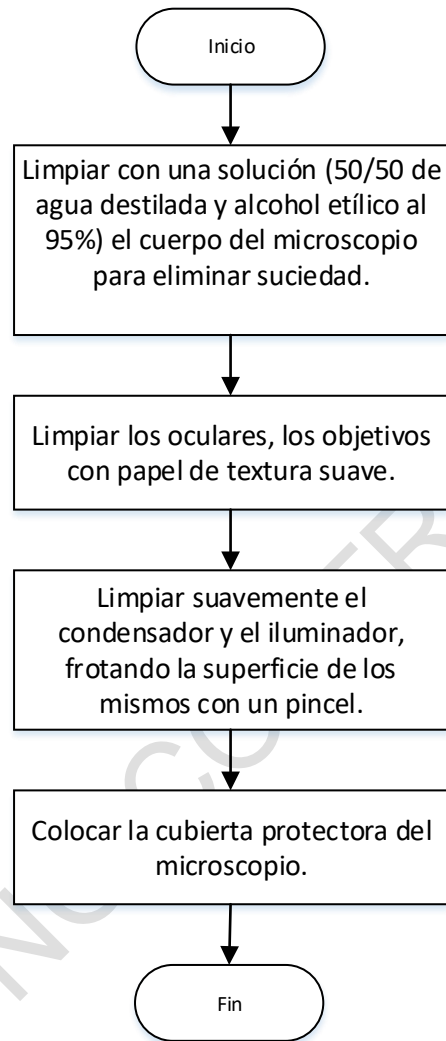 Inicio
Limpiar con una solución (50/50 de
agua destilada y alcohol etílico al
95%) el cuerpo del microscopio
para eliminar suciedad.
Limpiar los oculares, los objetivos
con papel de textura suave.
Limpiar suavemente el
condensador y el iluminador,
frotando la superficie de los
mismos con un pincel.
Colocar la cubierta protectora del
microscopio.
Fin